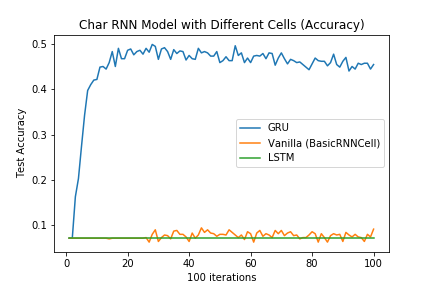 Char RNN Model with Different Cells (Accuracy)
0.5
0.4
0.3
0.2
0.1
Test Accuracy
GRU
Vanilla (BasicRNNCell)
LSTM
0
20
40
60
80
100
100 iterations